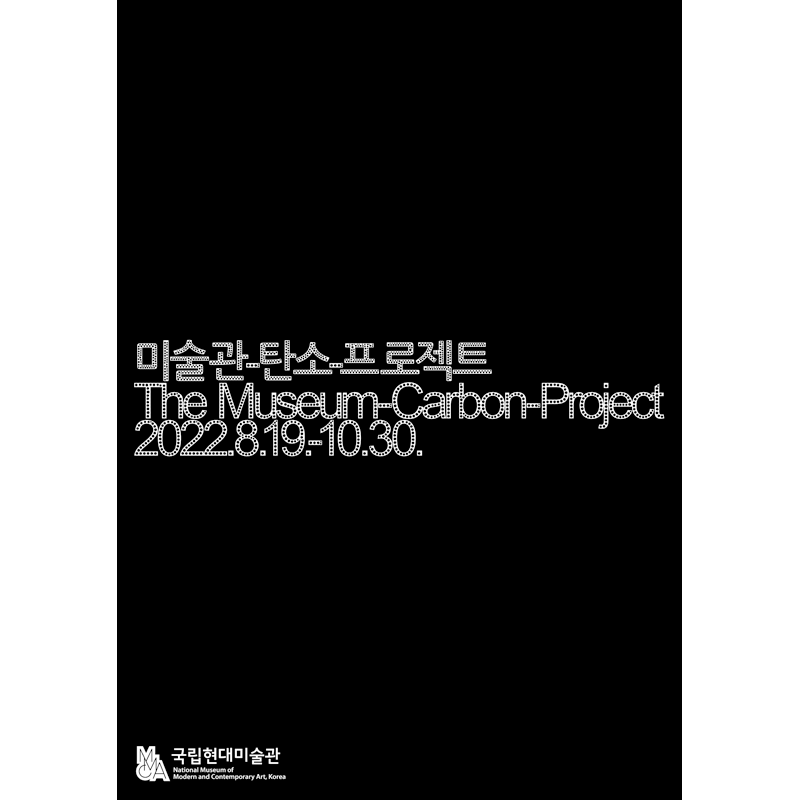 미술관-탄소-프로젝트
The Museum-Carbon-Project
2022.8.19.-10.30.
MMCA
국립현대미술관
National Museum of
Modern and Contemporary Art, Korea